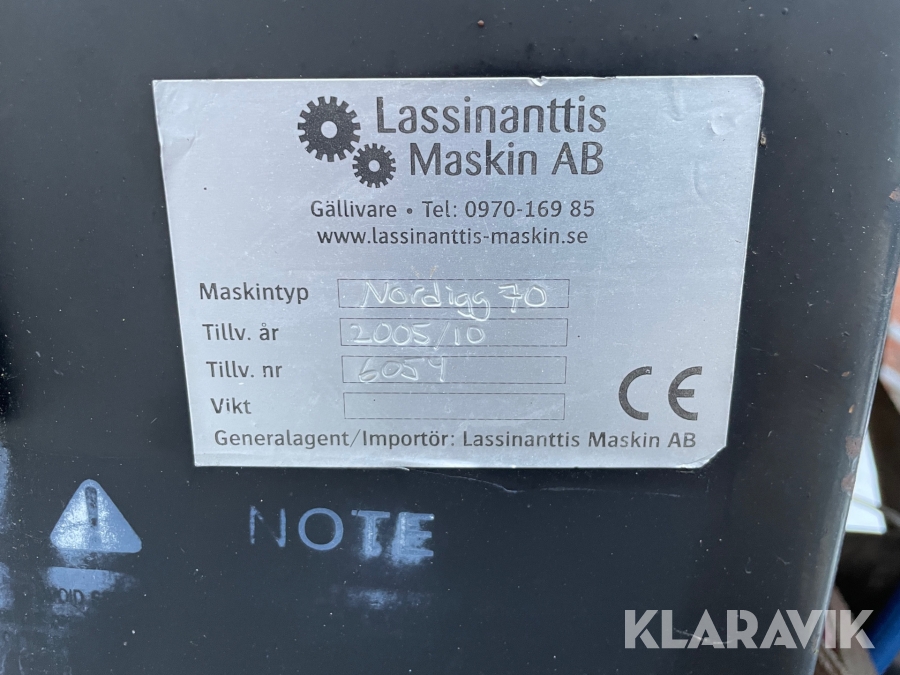 Lassinanttis
Maskin AB
Gällivare • Tel: 0970-169 85
www.lassinanttis-maskin.se
Maskintyp Nordigg 70
Tillv. år 2005/10
Tillv. nr 6054
Vikt
Generalagent/Importör: Lassinanttis Maskin AB
CE
NOTE
KLARAVIK